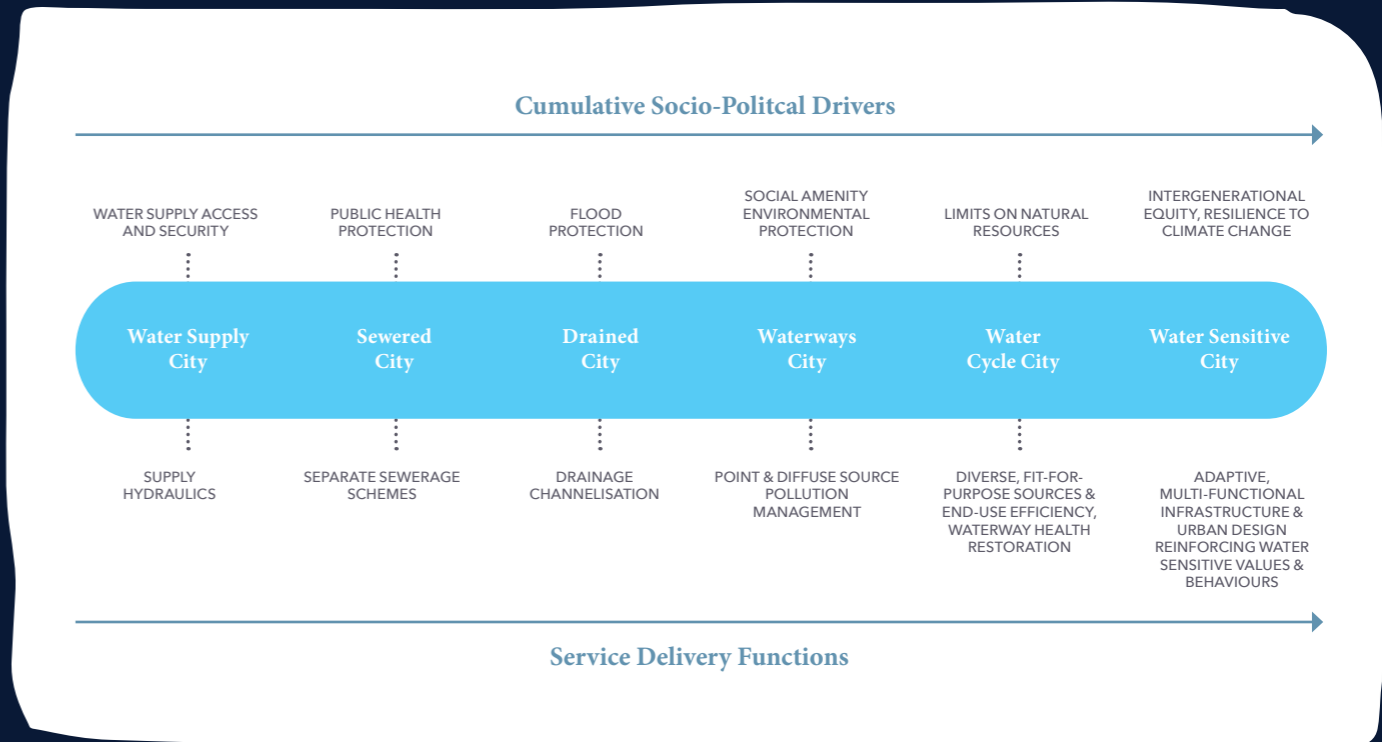 Cumulative Socio-Politcal Drivers
WATER SUPPLY ACCESS
AND SECURITY
PUBLIC HEALTH
PROTECTION
FLOOD
PROTECTION
SOCIAL AMENITY
ENVIRONMENTAL
PROTECTION
LIMITS ON NATURAL
RESOURCES
INTERGENERATIONAL
EQUITY, RESILIENCE TO
CLIMATE CHANGE
Water Supply
City
Sewered
City
Drained
City
Waterways
City
Water
Cycle City
Water Sensitive
City
SUPPLY
HYDRAULICS
SEPARATE SEWERAGE
SCHEMES
DRAINAGE
CHANNELISATION
POINT & DIFFUSE SOURCE
POLLUTION
MANAGEMENT
DIVERSE, FIT-FOR-
PURPOSE SOURCES &
END-USE EFFICIENCY,
WATERWAY HEALTH
RESTORATION
ADAPTIVE,
MULTI-FUNCTIONAL
INFRASTRUCTURE &
URBAN DESIGN
REINFORCING WATER
SENSITIVE VALUES &
BEHAVIOURS
Service Delivery Functions